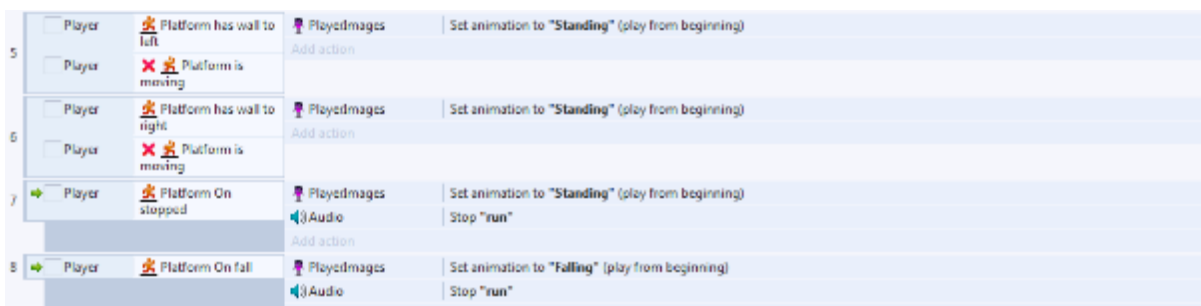 Player Platform has wall to PlayerImages Set animation to "Standing" (play from beginning)
left Add action
5
Player Platform is
moving
Player Platform has wall to PlayerImages Set animation to "Standing" (play from beginning)
right Add action
6
Player Platform is
moving
7 Player Platform On PlayerImages Set animation to "Standing" (play from beginning)
stopped Audio Stop "run"
Add action
8 Player Platform On fall PlayerImages Set animation to "Falling" (play from beginning)
Audio Stop "run"